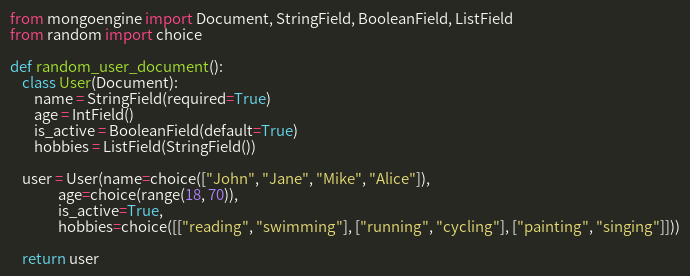 from mongoengine import Document, StringField, BooleanField, ListField
from random import choice

def random_user_document():
    class User(Document):
        name = StringField(required=True)
        age = IntField()
        is_active = BooleanField(default=True)
        hobbies = ListField(StringField())

    user = User(name=choice(["John", "Jane", "Mike", "Alice"]),
                age=choice(range(18, 70)),
                is_active=True,
                hobbies=choice([["reading", "swimming"], ["running", "cycling"], ["painting", "singing"]]))

    return user